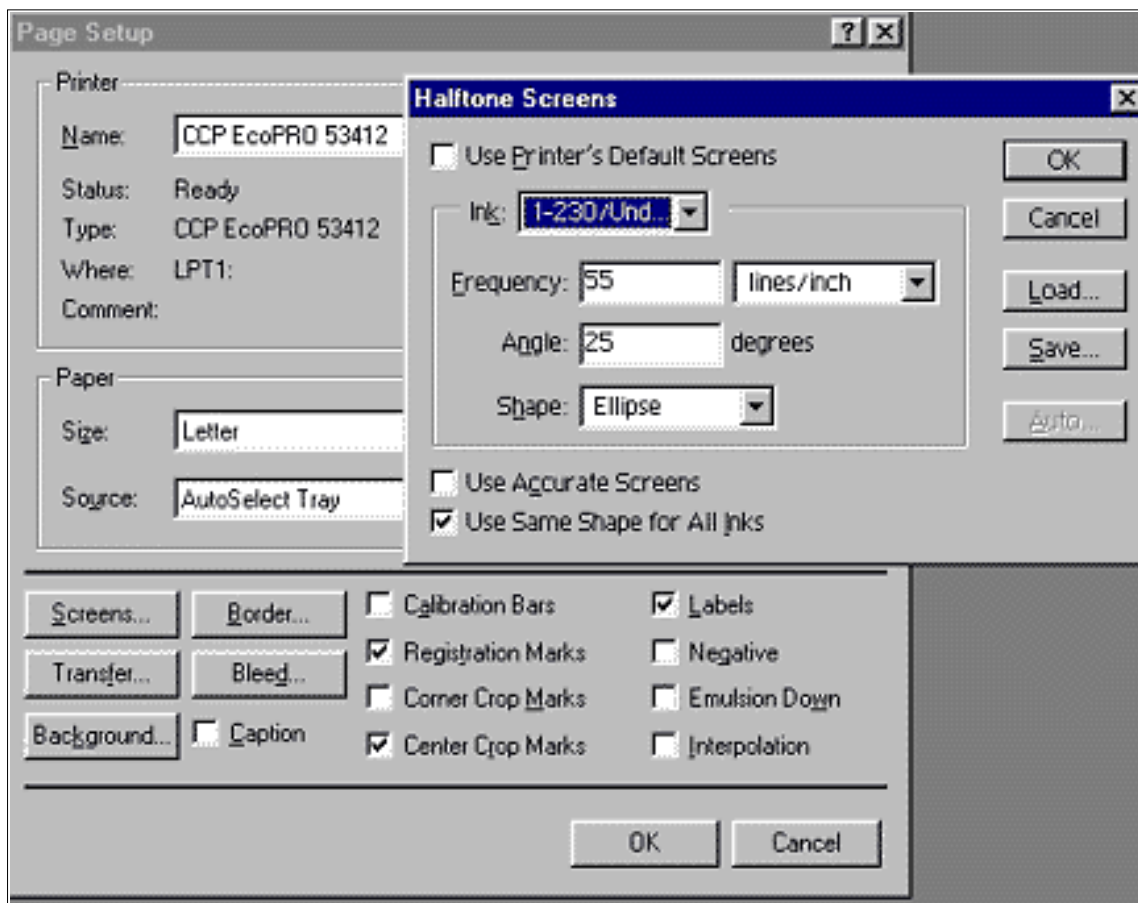 Page Setup
Printer
Name: CCP EcoPRO 53412
Status: Ready
Type: CCP EcoPRO 53412
Where: LPT1:
Comment:
Paper
Size: Letter
Source: AutoSelect Tray
Halftone Screens
Use Printer's Default Screens
Ink: 1-230/Und...
Frequency: 55 lines/inch
Angle: 25 degrees
Shape: Ellipse
Use Accurate Screens
Use Same Shape for All Inks
OK
Cancel
Load...
Save...
Auto...
Screens... Border... Calibration Bars Labels
Transfer... Bleed... Registration Marks Negative
Corner Crop Marks Emulsion Down
Background... Caption Center Crop Marks Interpolation
OK Cancel